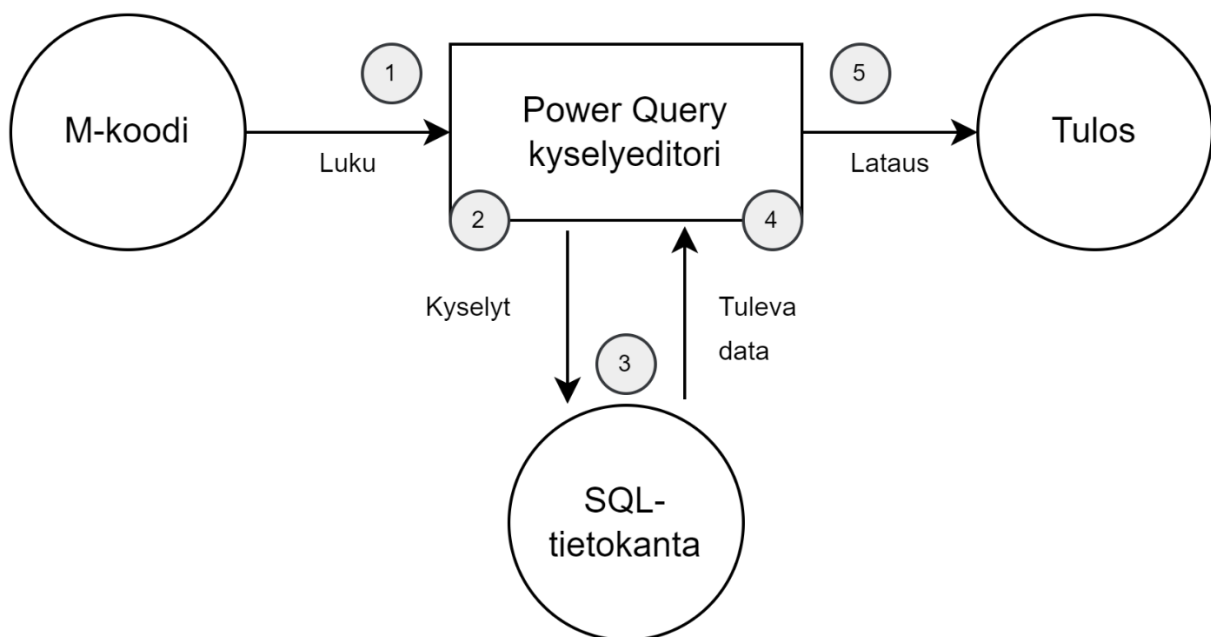 M-koodi
1
Luku
Power Query
kyselyeditori
5
Lataus
Tulos
2
4
Kyselyt
3
Tuleva
data
SQL-
tietokanta